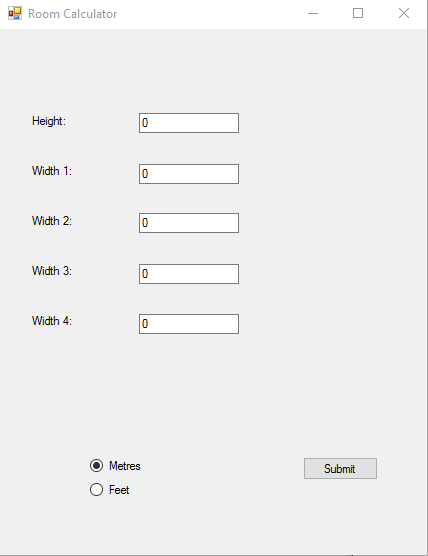 Room Calculator
Height: 0
Width 1: 0
Width 2: 0
Width 3: 0
Width 4: 0
Metres
Submit
Feet